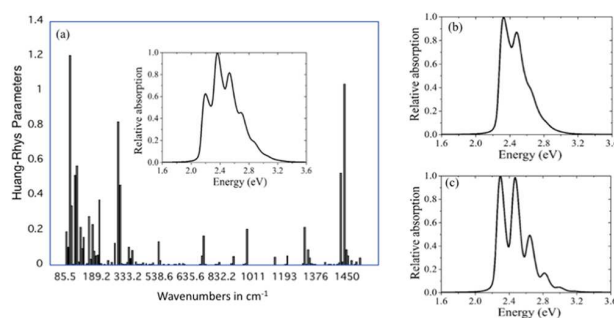 (a)
Huang-Rhys Parameters
1.4
1.2
1
0.8
0.6
0.4
0.2
0
85.5 189.2 333.2 538.6 635.6 832.2 1011 1193 1376 1450
Wavenumbers in cm-1
Relative absorption
1.0
0.8
0.6
0.4
0.2
0.0
1.6 2.0 2.4 2.8 3.2 3.6
Energy (eV)
(b)
Relative absorption
1.0
0.8
0.6
0.4
0.2
0.0
1.6 2.0 2.4 2.8 3.2 3.6
Energy (eV)
(c)
Relative absorption
1.0
0.8
0.6
0.4
0.2
0.0
1.6 2.0 2.4 2.8 3.2 3.6
Energy (eV)